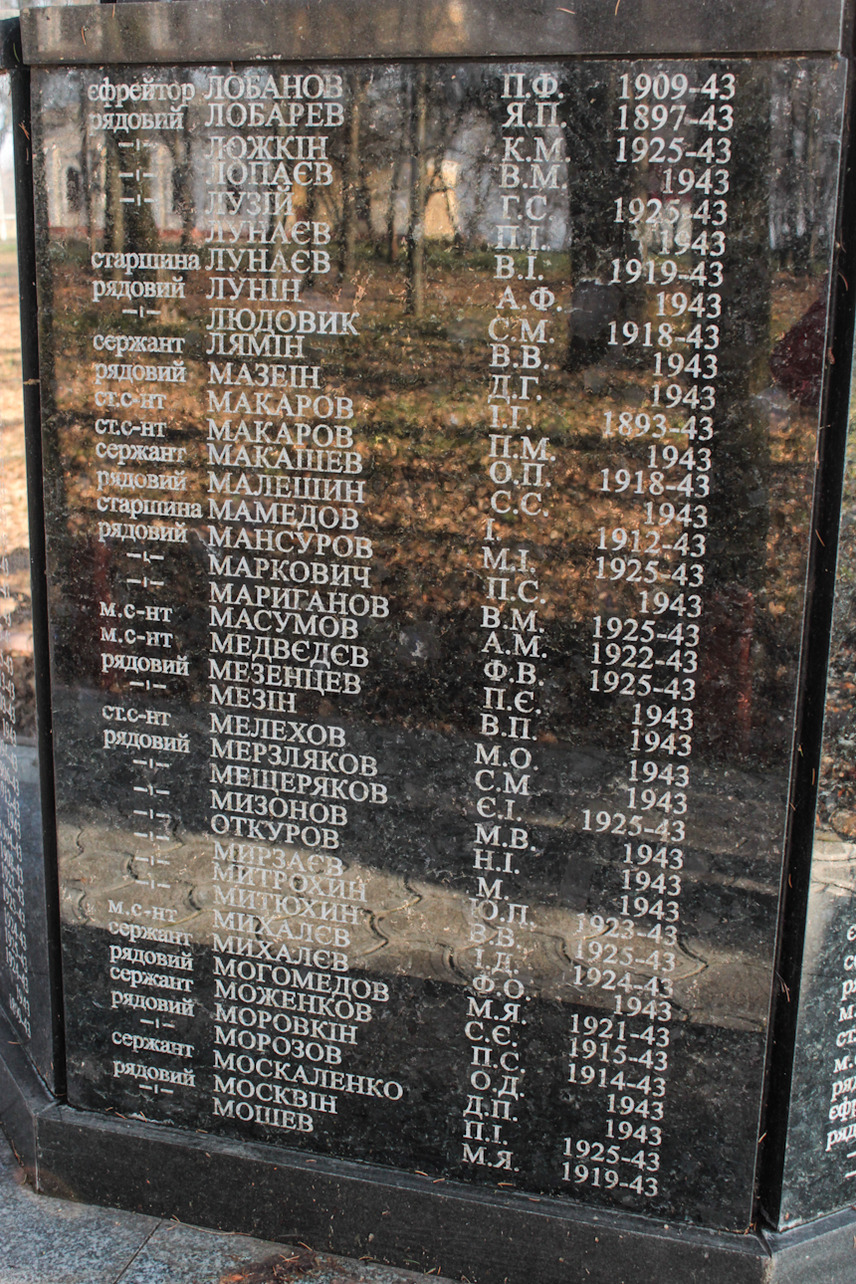 єфрейтор ЛОБАНОВ П.Ф. 1909-43
рядовий ЛОБАРЕВ Я.П. 1897-43
-ı- ЛОЖКІН К.М. 1925-43
-ı- ЛОПАЄВ В.М. 1943
-ı- ЛУЗІЙ Г.С. 1925-43
ЛУНАЄВ П.І. 1943
старшина ЛУНАЄВ В.І. 1919-43
рядовий ЛУНІН А.Ф. 1943
-ı- ЛЮДОВИК С.М. 1918-43
сержант ЛЯМІН В.В. 1943
рядовий МАЗЕІН Д.Г. 1943
ст.с-нт МАКАРОВ І.Г. 1893-43
ст.с-нт МАКАРОВ П.М. 1943
сержант МАКАШЕВ О.П. 1918-43
рядовий МАЛЕШИН С.Є. 1943
старшина МАМЕДОВ І. 1912-43
рядовий МАНСУРОВ М.І. 1925-43
-ı- МАРКОВИЧ П.С. 1943
-ı- МАРИГАНОВ В.М. 1925-43
м.с-нт МАСУМОВ А.М. 1922-43
м.с-нт МЕДВЄДЄВ Ф.В. 1925-43
рядовий МЕЗЕНЦЕВ П.Є. 1943
-ı- МЕЗІН В.П. 1943
ст.с-нт МЕЛЕХОВ М.О. 1943
рядовий МЕРЗЛЯКОВ С.М 1943
-ı- МЕЩЕРЯКОВ Є.І. 1925-43
-ı- МИЗОНОВ М.В. 1943
-ı- ОТКУРОВ Н.І. 1943
-ı- МИРЗАЄВ М. 1943
-ı- МИТРОХИН Ю.П. 1923-43
-ı- МИТЮХИН В.В. 1925-43
м.с-нт МИХАЛЄВ І.Д. 1924-43
сержант МИХАЛЄВ Ф.О. 1943
рядовий МОГОМЕДОВ М.Я. 1921-43
сержант МОЖЕНКОВ С.Є. 1915-43
рядовий МОРОВКІН П.С. 1914-43
-ı- МОРОЗОВ О.Д. 1943
сержант МОСКАЛЕНКО Д.П. 1943
рядовий МОСКВІН П.І. 1925-43
-ı- МОШЕВ М.Я. 1919-43